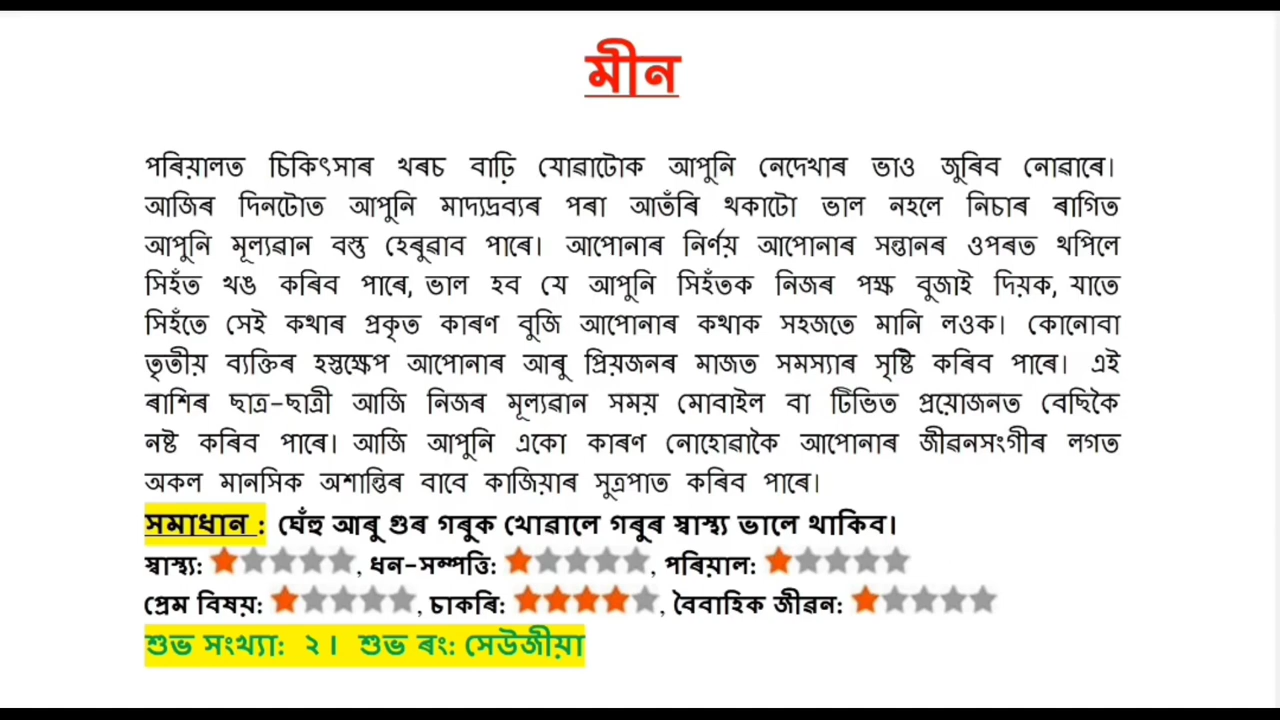 মীন
পৰিয়ালত চিকিৎসাৰ খৰচ বাঢ়ি যোৱাটোক আপুনি নেদেখাৰ ভাও জুৰিব নোৱাৰে।
আজিৰ দিনটোত আপুনি মাদ্যদ্ৰব্যৰ পৰা আতঁৰি থকাটো ভাল নহলে নিচাৰ ৰাগিত
আপুনি মূল্যৱান বস্তু হেৰুৱাব পাৰে। আপোনাৰ নিৰ্ণয় আপোনাৰ সন্তানৰ ওপৰত থপিলে
সিহঁত খঙ কৰিব পাৰে, ভাল হব যে আপুনি সিহঁতক নিজৰ পক্ষ বুজাই দিয়ক, যাতে
সিহঁতে সেই কথাৰ প্ৰকৃত কাৰণ বুজি আপোনাৰ কথাক সহজতে মানি লওক। কোনোবা
তৃতীয় ব্যক্তিৰ হস্তুক্ষেপ আপোনাৰ আৰু প্ৰিয়জনৰ মাজত সমস্যাৰ সৃষ্টি কৰিব পাৰে। এই
ৰাশিৰ ছাত্ৰ-ছাত্ৰী আজি নিজৰ মূল্যৱান সময় মোবাইল বা টিভিত প্ৰয়োজনত বেছিকৈ
নষ্ট কৰিব পাৰে। আজি আপুনি একো কাৰণ নোহোৱাকৈ আপোনাৰ জীৱনসংগীৰ লগত
অকল মানসিক অশান্তিৰ বাবে কাজিয়াৰ সুত্ৰপাত কৰিব পাৰে।
সমাধান : ঘেঁহু আৰু গুৰ গৰুক খোৱালে গৰুৰ স্বাস্থ্য ভালে থাকিব।
স্বাস্থ্য: ★★★★★, ধন-সম্পত্তি: ★★★★★, পৰিয়াল: ★★★★★
প্ৰেম বিষয়: ★★★★★, চাকৰি: ★★★★★, বৈবাহিক জীৱন: ★★★★★
শুভ সংখ্যা: ২। শুভ ৰং: সেউজীয়া